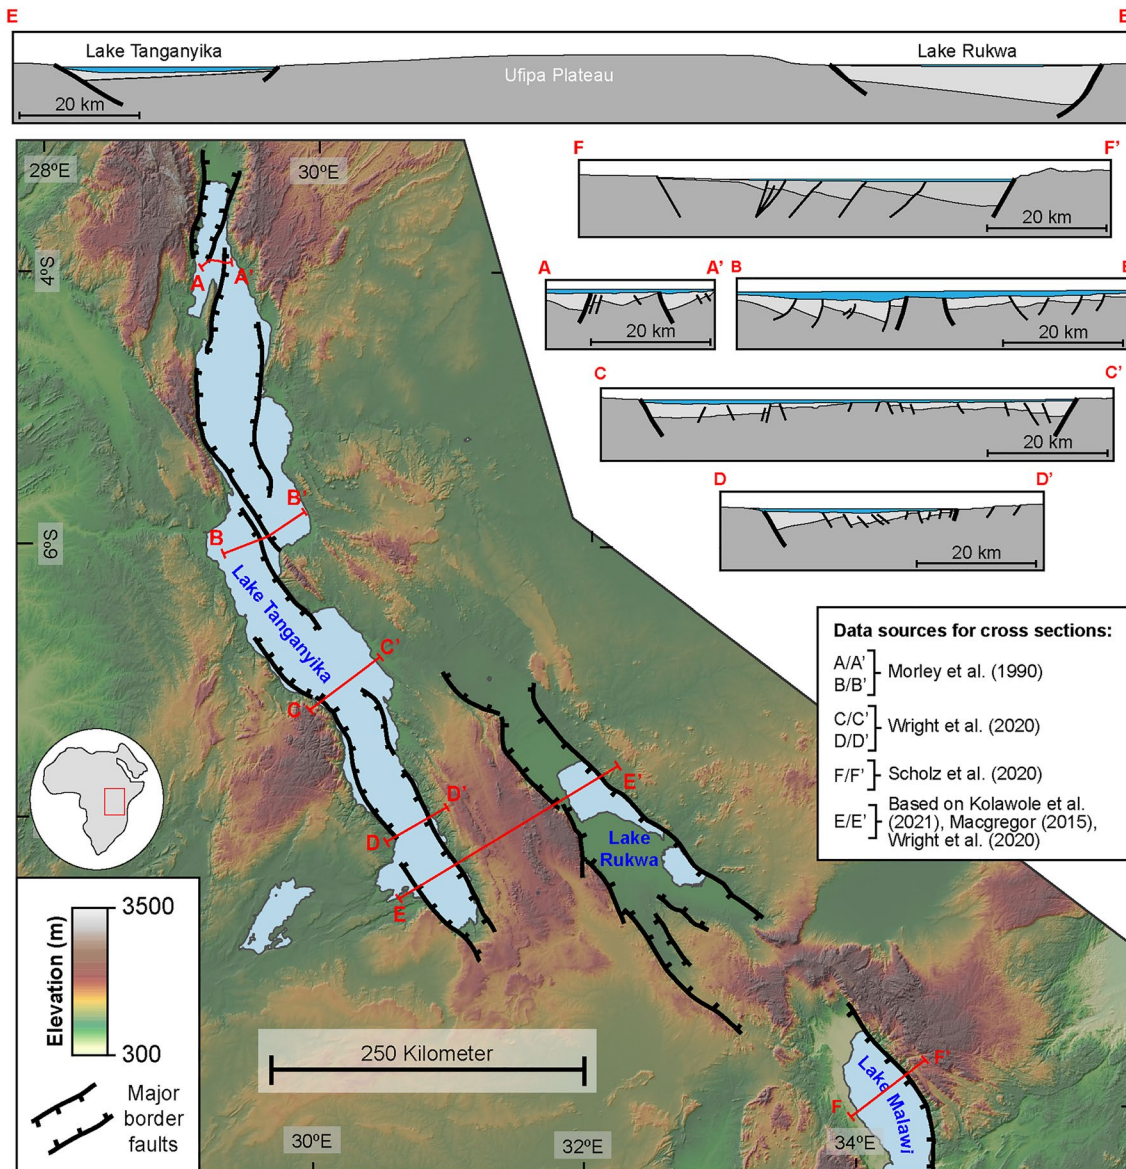 E
E
Lake Tanganyika
Lake Rukwa
Ufipa Plateau
20 km
20 km
F
F'
20 km
A
A'
20 km
B
B
20 km
C
C'
20 km
D
D'
20 km
28ºE
30ºE
4ºS
A
A'
6ºS
B
B'
Lake Tanganyika
C
C'
D
D'
E
E'
Lake
Rukwa
F
F'
Lake Malawi
30ºE
32ºE
34ºE
250 Kilometer
Data sources for cross sections:
A/A'
B/B'
Morley et al. (1990)
C/C'
D/D'
Wright et al. (2020)
F/F'
Scholz et al. (2020)
E/E'
Based on Kolawole et al.
(2021), Macgregor (2015),
Wright et al. (2020)
Elevation (m)
3500
300
Major
border
faults